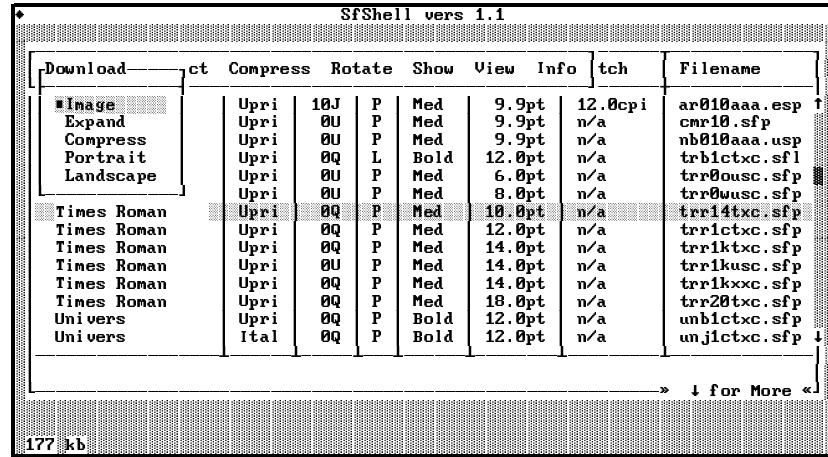 SfShell vers 1.1
Download ct Compress Rotate Show View Info tch Filename
Image Upri 10J P Med 9.9pt 12.0cpi ar010aaa.esp ↑
Expand Upri 0U P Med 9.9pt n/a cmr10.sfp
Compress Upri 0U P Med 9.9pt n/a nb010aaa.usp
Portrait Upri 0Q L Bold 12.0pt n/a trb1ctxc.sfl
Landscape Upri 0U P Med 6.0pt n/a trr0ousc.sfp
Upri 0U P Med 8.0pt n/a trr0wusc.sfp
Times Roman Upri 0Q P Med 10.0pt n/a trr14txc.sfp
Times Roman Upri 0Q P Med 12.0pt n/a trr1ctxc.sfp
Times Roman Upri 0Q P Med 14.0pt n/a trr1ktxc.sfp
Times Roman Upri 0U P Med 14.0pt n/a trr1kusc.sfp
Times Roman Upri 0Q P Med 14.0pt n/a trr1kxxc.sfp
Times Roman Upri 0Q P Med 18.0pt n/a trr20txc.sfp
Univers Upri 0Q P Bold 12.0pt n/a unb1ctxc.sfp
Univers Ital 0Q P Bold 12.0pt n/a unj1ctxc.sfp ↓
» ↓ for More «
177 kb